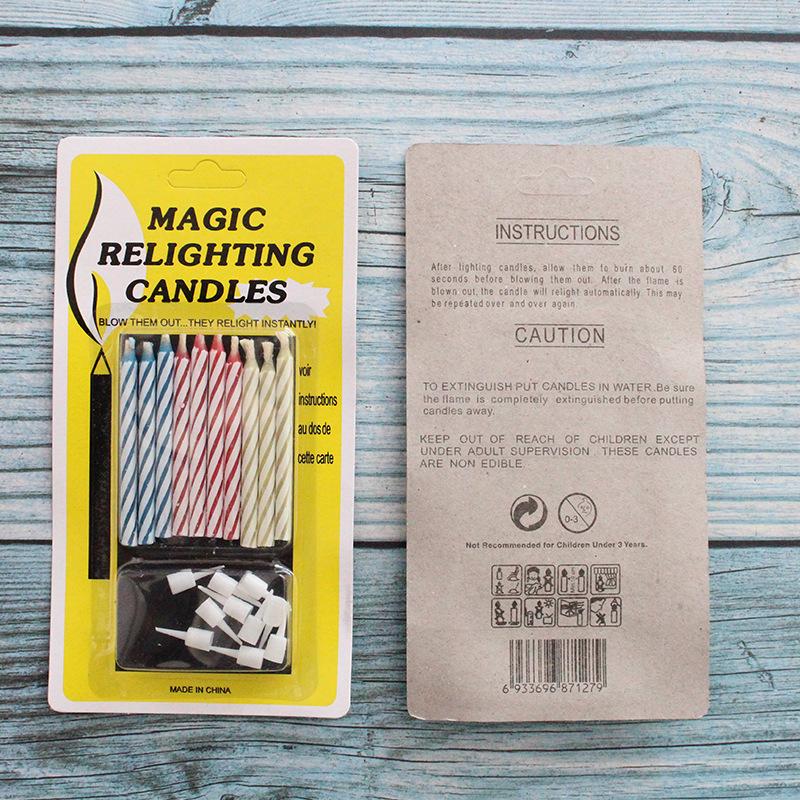 MAGIC
RELIGHTING
CANDLES
BLOW THEM OUT...THEY RELIGHT INSTANTLY!
voir
instructions
au dos de
cette carte
MADE IN CHINA
INSTRUCTIONS
After lighting candles, allow them to burn about 60
seconds before blowing them out. After the flame is
blown out, the candle will relight automatically. This may
be repeated over and over again.
CAUTION
TO EXTINGUISH PUT CANDLES IN WATER.Be sure
the flame is completely extinguished before putting
candles away.
KEEP OUT OF REACH OF CHILDREN EXCEPT
UNDER ADULT SUPERVISION. THESE CANDLES
ARE NON EDIBLE.
0-3
Not Recommended for Children Under 3 Years.
6 933696 871279